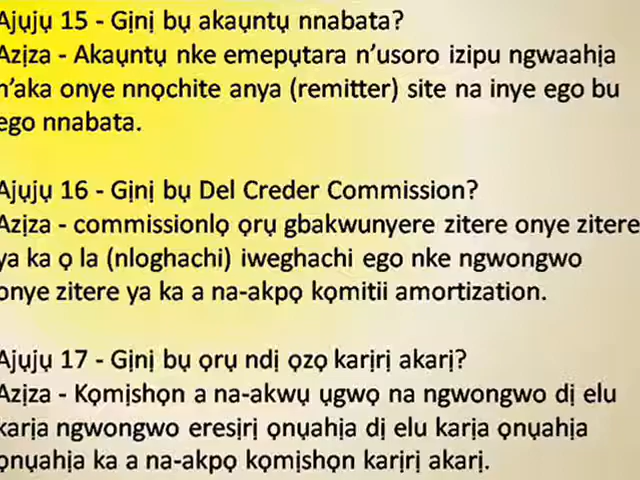 Ajụjụ 15 - Gịnị bụ akaụntụ nnabata?
Azịza - Akaụntụ nke emepụtara n'usoro izipu ngwaahịa
n'aka onye nnọchite anya (remitter) site na inye ego bu
ego nnabata.
Ajụjụ 16 - Gịnị bụ Del Creder Commission?
Azịza - commissionlọ ọrụ gbakwunyere zitere onye zitere
ya ka ọ la (nloghachi) iweghachi ego nke ngwongwo
onye zitere ya ka a na-akpọ kọmitii amortization.
Ajụjụ 17 - Gịnị bụ ọrụ ndị ọzọ karịrị akarị?
Azịza - Kọmịshọn a na-akwụ ụgwọ na ngwongwo dị elu
karịa ngwongwo eresịrị ọnụahịa dị elu karịa ọnụahịa
ọnụahịa ka a na-akpọ kọmịshọn karịrị akarị.